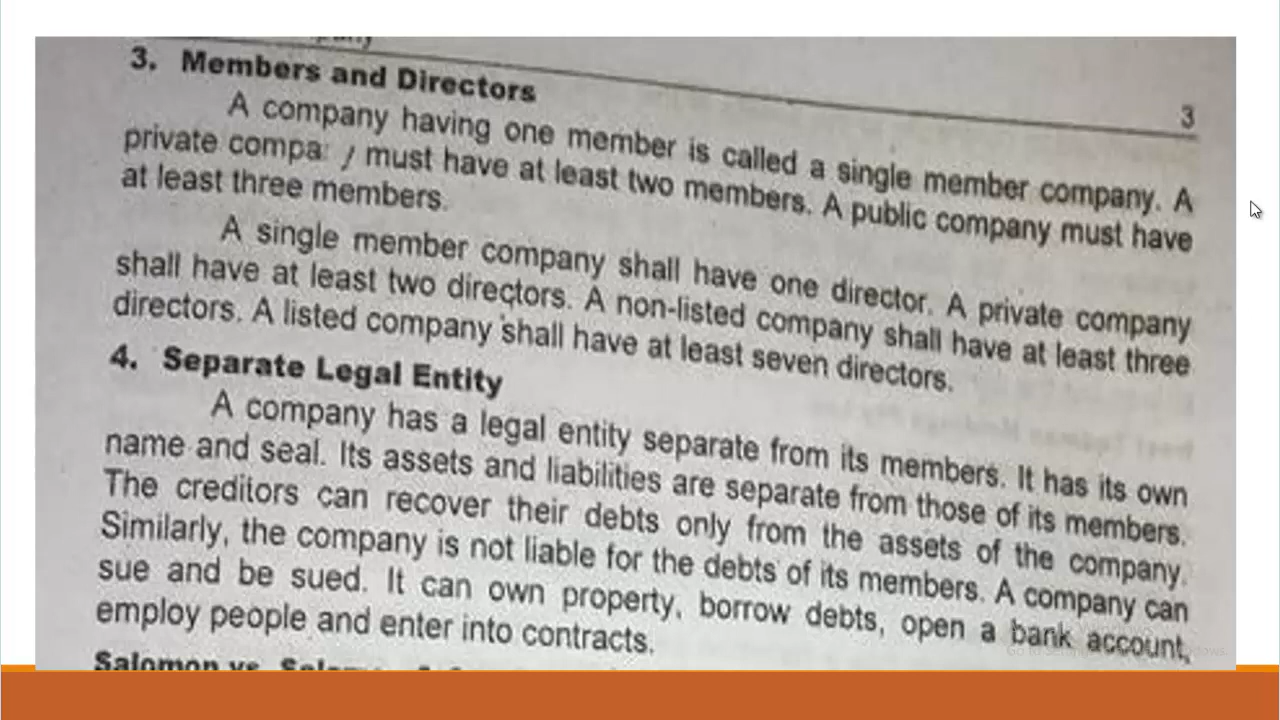 3
3. Members and Directors
A company having one member is called a single member company. A
private compa must have at least two members. A public company must have
at least three members.
A single member company shall have one director. A private company
shall have at least two directors. A non-listed company shall have at least three
directors. A listed company shall have at least seven directors.
4. Separate Legal Entity
A company has a legal entity separate from its members. It has its own
name and seal. Its assets and liabilities are separate from those of its members.
The creditors can recover their debts only from the assets of the company.
Similarly, the company is not liable for the debts of its members. A company can
sue and be sued. It can own property, borrow debts, open a bank account,
employ people and enter into contracts.
Salomon vs.
Go to Settings